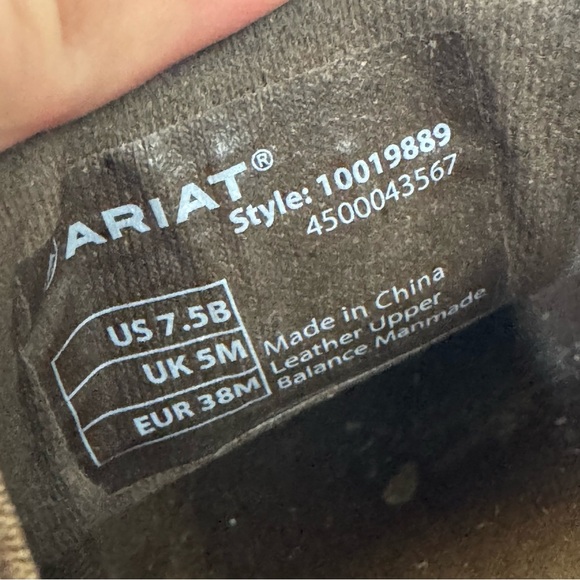 ARIAT®
Style: 10019889
4500043567
US 7.5B
UK 5M
EUR 38M
Made in China
Leather Upper
Balance Manmade